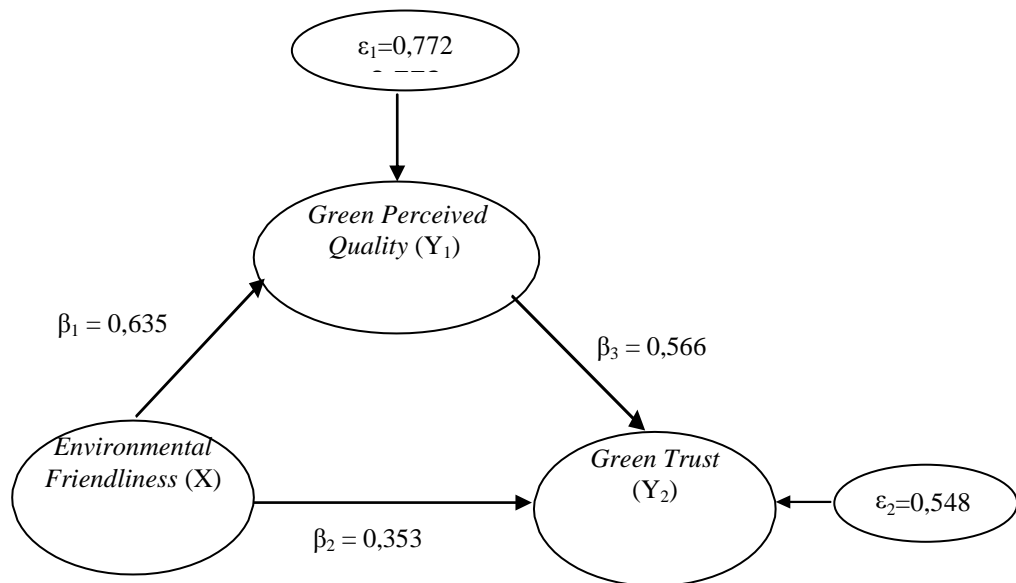 ε₁=0,772
Green Perceived
Quality (Y₁)
β₁ = 0,635
β₃ = 0,566
Environmental
Friendliness (X)
Green Trust
(Y₂)
ε₂=0,548
β₂ = 0,353